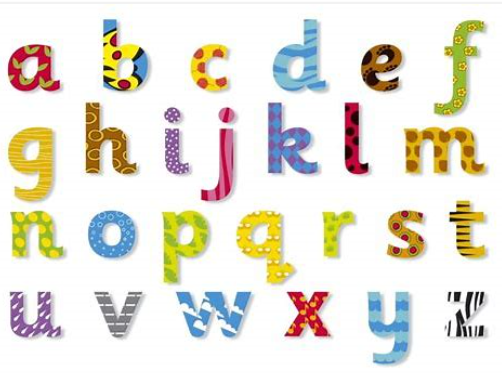 a b c d e f
g h i j k l m
n o p q r s t
u v w x y z